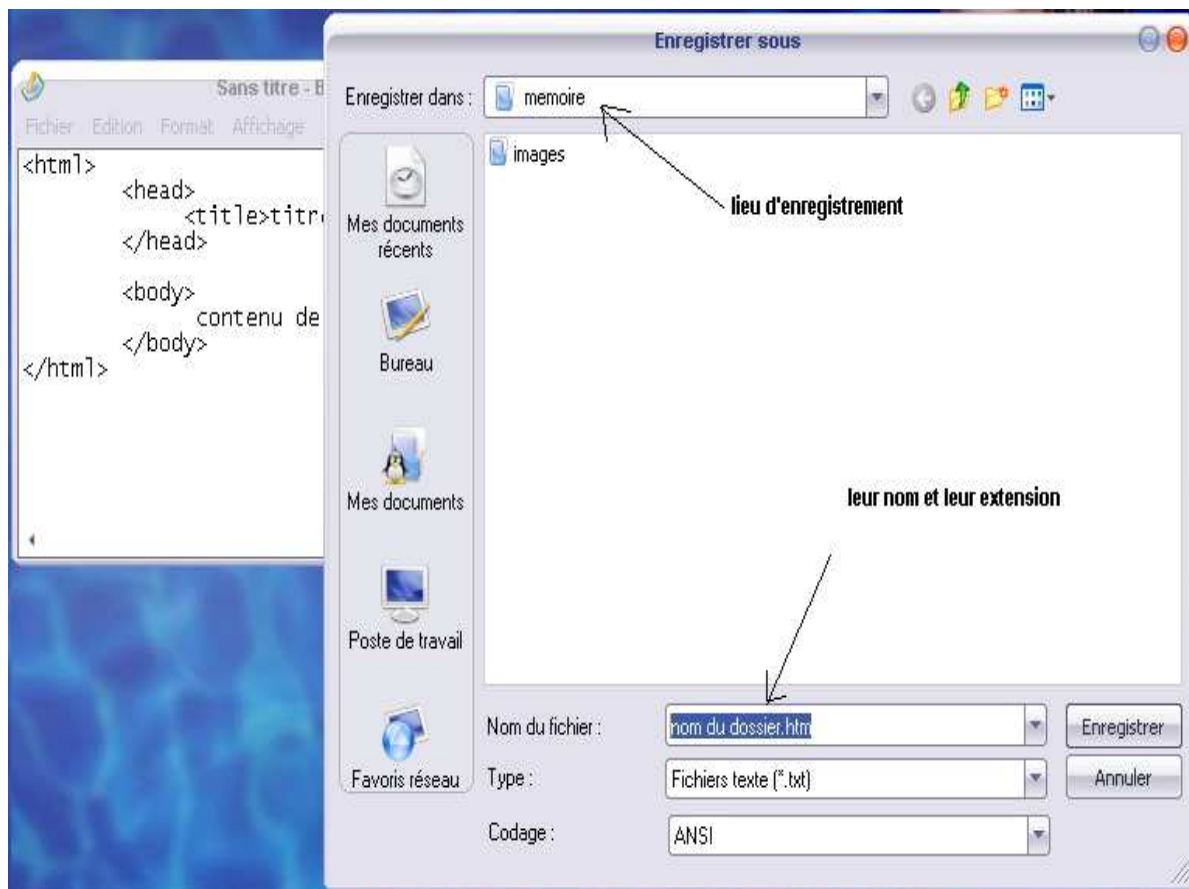 Sans titre - B
Fichier Edition Format Affichage
<html>
<head>
<title>titre
</head>
<body>
contenu de
</body>
</html>
Enregistrer sous
Enregistrer dans :
memoire
images
lieu d'enregistrement
Mes documents
récents
Bureau
Mes documents
Poste de travail
Favoris réseau
leur nom et leur extension
Nom du fichier :
nom du dossier.htm
Enregistrer
Type :
Fichiers texte (*.txt)
Annuler
Codage :
ANSI